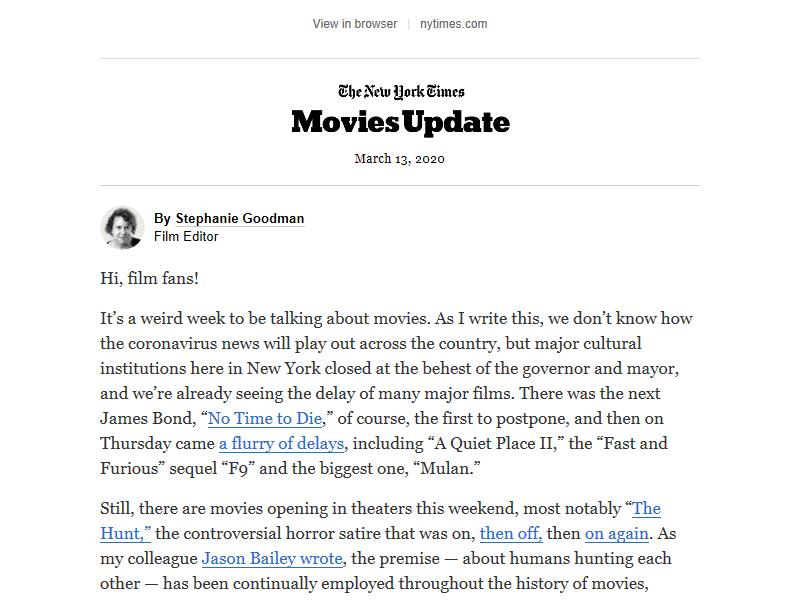 View in browser | nytimes.com
The New York Times
Movies Update
March 13, 2020
By Stephanie Goodman
Film Editor
Hi, film fans!
It’s a weird week to be talking about movies. As I write this, we don’t know how
the coronavirus news will play out across the country, but major cultural
institutions here in New York closed at the behest of the governor and mayor,
and we’re already seeing the delay of many major films. There was the next
James Bond, “No Time to Die,” of course, the first to postpone, and then on
Thursday came a flurry of delays, including “A Quiet Place II,” the “Fast and
Furious” sequel “F9” and the biggest one, “Mulan.”
Still, there are movies opening in theaters this weekend, most notably “The
Hunt,” the controversial horror satire that was on, then off, then on again. As
my colleague Jason Bailey wrote, the premise — about humans hunting each
other — has been continually employed throughout the history of movies,